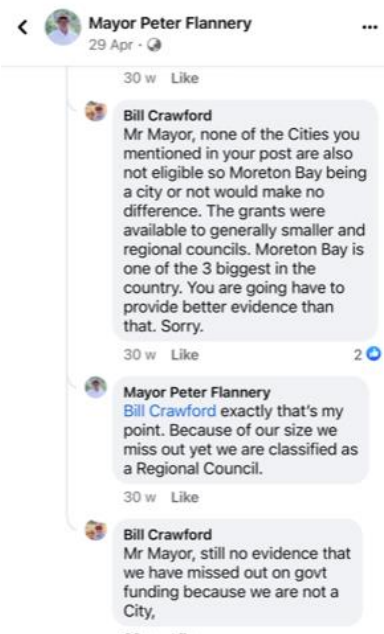 Mayor Peter Flannery
29 Apr ·
30 w Like
Bill Crawford
Mr Mayor, none of the Cities you
mentioned in your post are also
not eligible so Moreton Bay being
a city or not would make no
difference. The grants were
available to generally smaller and
regional councils. Moreton Bay is
one of the 3 biggest in the
country. You are going have to
provide better evidence than
that. Sorry.
30 w Like 2
Mayor Peter Flannery
Bill Crawford exactly that's my
point. Because of our size we
miss out yet we are classified as
a Regional Council.
30 w Like
Bill Crawford
Mr Mayor, still no evidence that
we have missed out on govt
funding because we are not a
City,